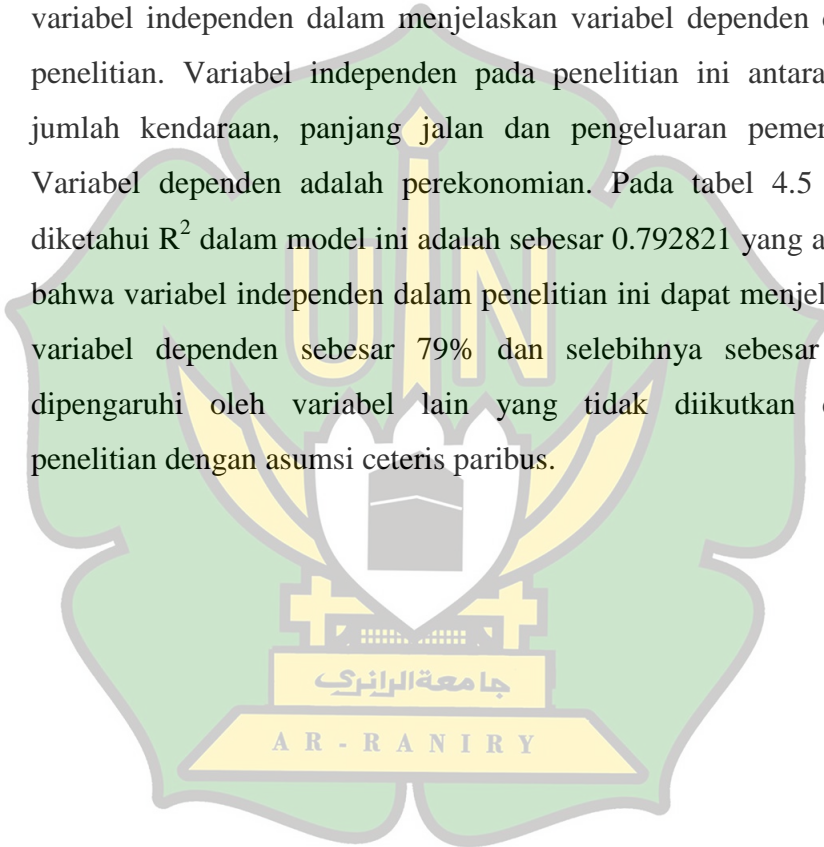 variabel independen dalam menjelaskan variabel dependen
penelitian. Variabel independen pada penelitian ini antara
jumlah kendaraan, panjang jalan dan pengeluaran
Variabel dependen adalah perekonomian. Pada tabel 4.5
diketahui R² dalam model ini adalah sebesar 0.792821 yang
bahwa variabel independen dalam penelitian ini dapat
variabel dependen sebesar 79% dan selebihnya sebesar
dipengaruhi oleh variabel lain yang tidak diikutkan
penelitian dengan asumsi ceteris paribus.
UIN
جامعة الرانري
AR-RANIRY